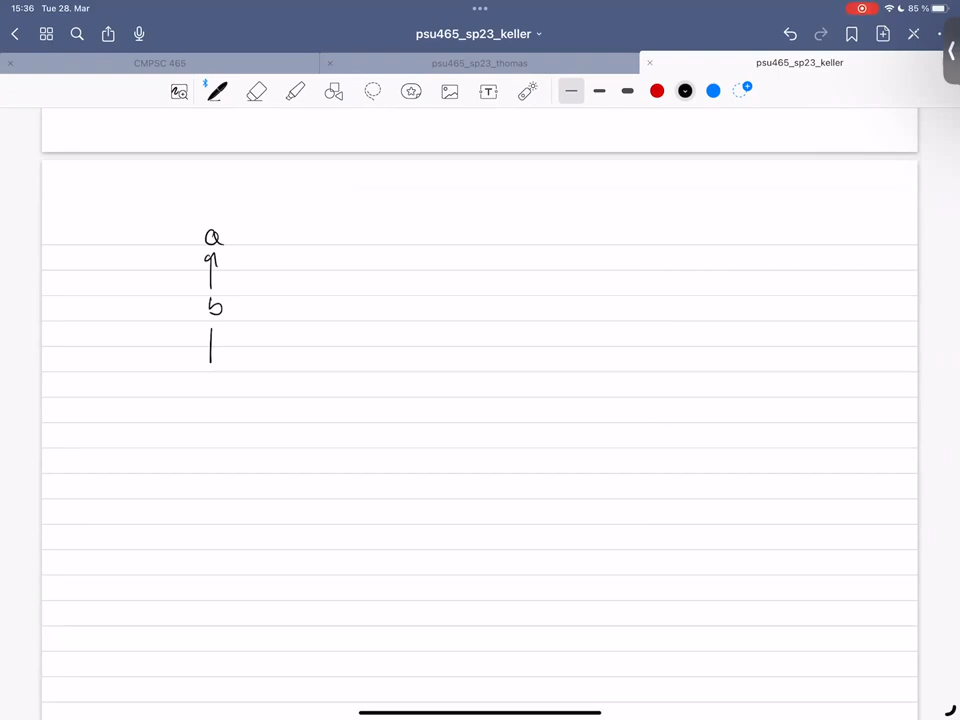 15:36 Tue 28. Mar
85 %
psu465_sp23_keller
CMPSC 465
psu465_sp23_thomas
psu465_sp23_keller
T
a
b